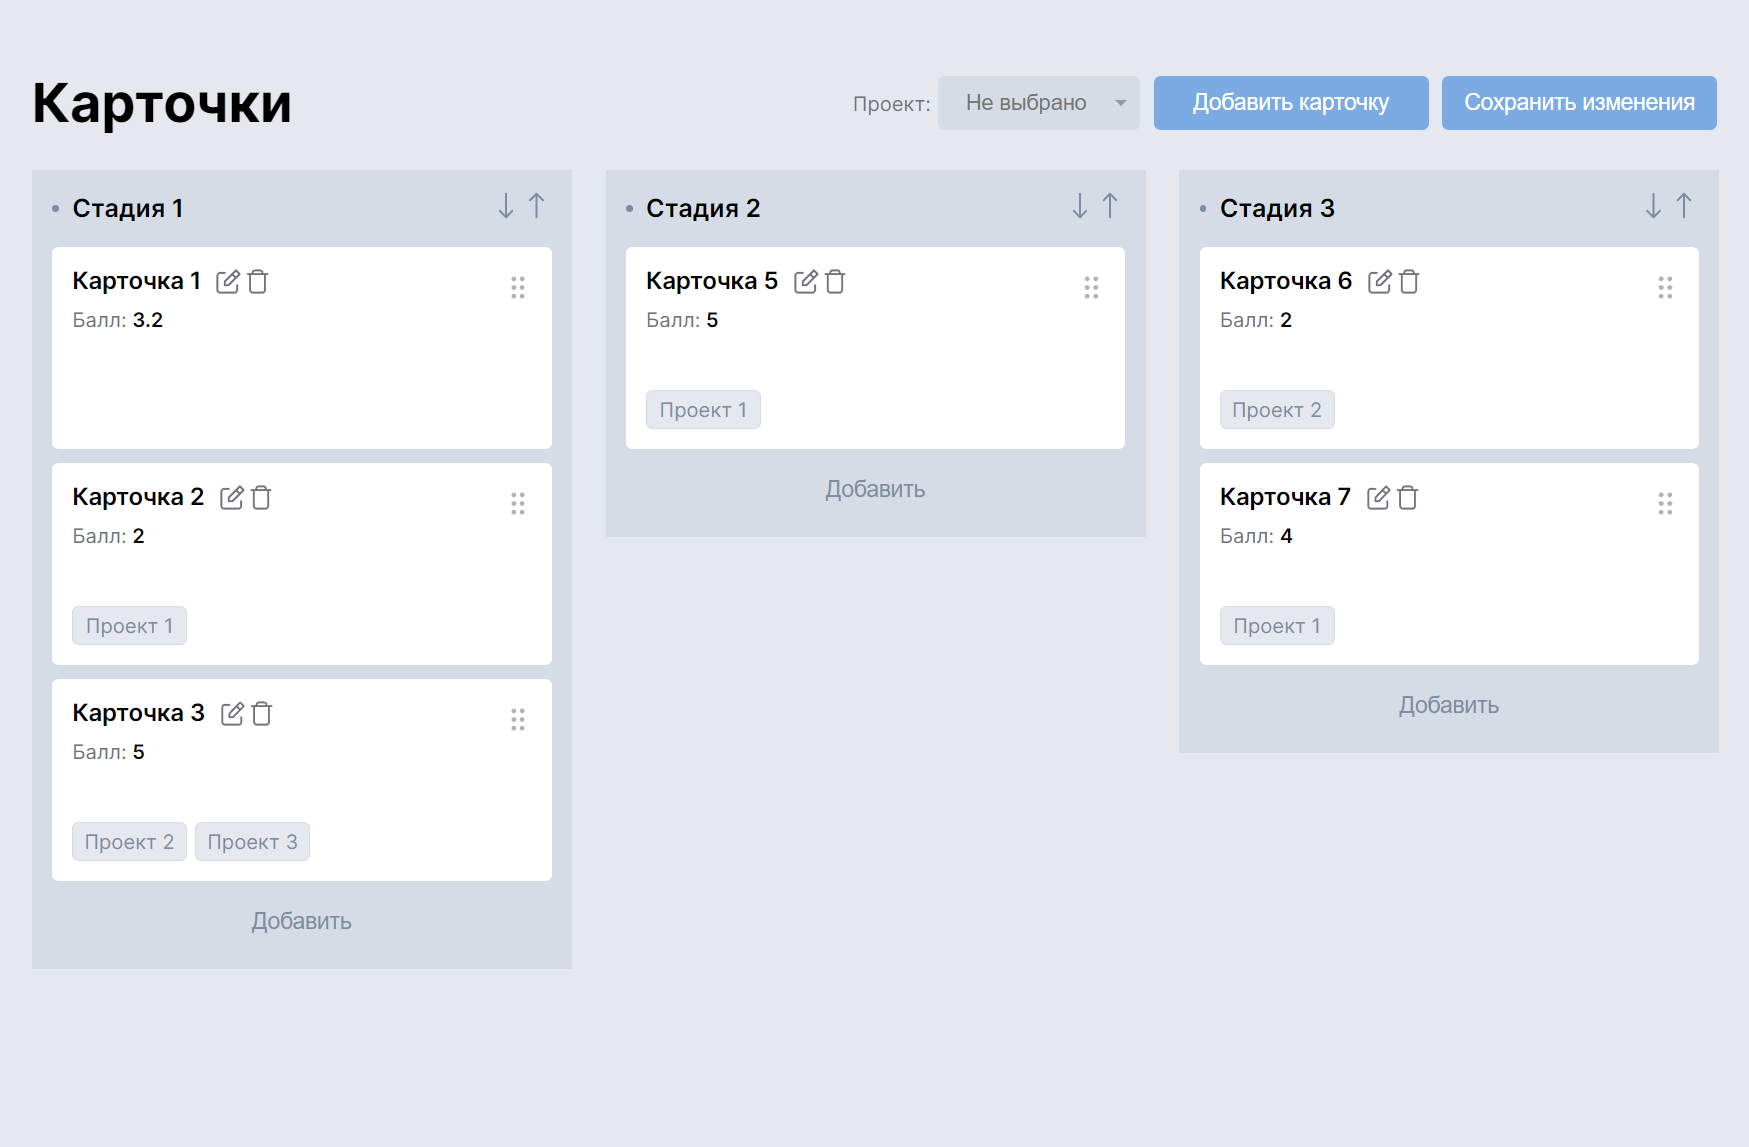 Карточки
Проект: Не выбрано
Добавить карточку
Сохранить изменения
Стадия 1
Карточка 1
Балл: 3.2
Карточка 2
Балл: 2
Проект 1
Карточка 3
Балл: 5
Проект 2 Проект 3
Добавить
Стадия 2
Карточка 5
Балл: 5
Проект 1
Добавить
Стадия 3
Карточка 6
Балл: 2
Проект 2
Карточка 7
Балл: 4
Проект 1
Добавить